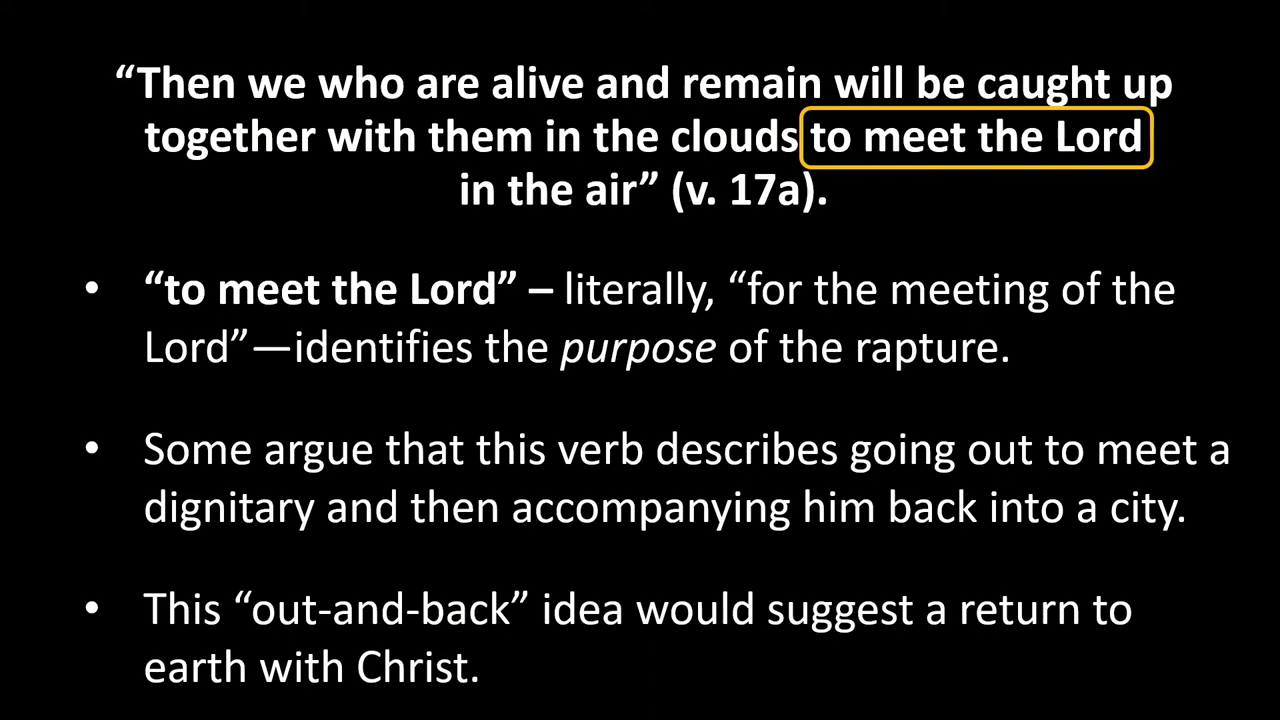 “Then we who are alive and remain will be caught up
together with them in the clouds to meet the Lord
in the air” (v. 17a).
• “to meet the Lord” – literally, “for the meeting of the
Lord”—identifies the purpose of the rapture.
• Some argue that this verb describes going out to meet a
dignitary and then accompanying him back into a city.
• This “out-and-back” idea would suggest a return to
earth with Christ.